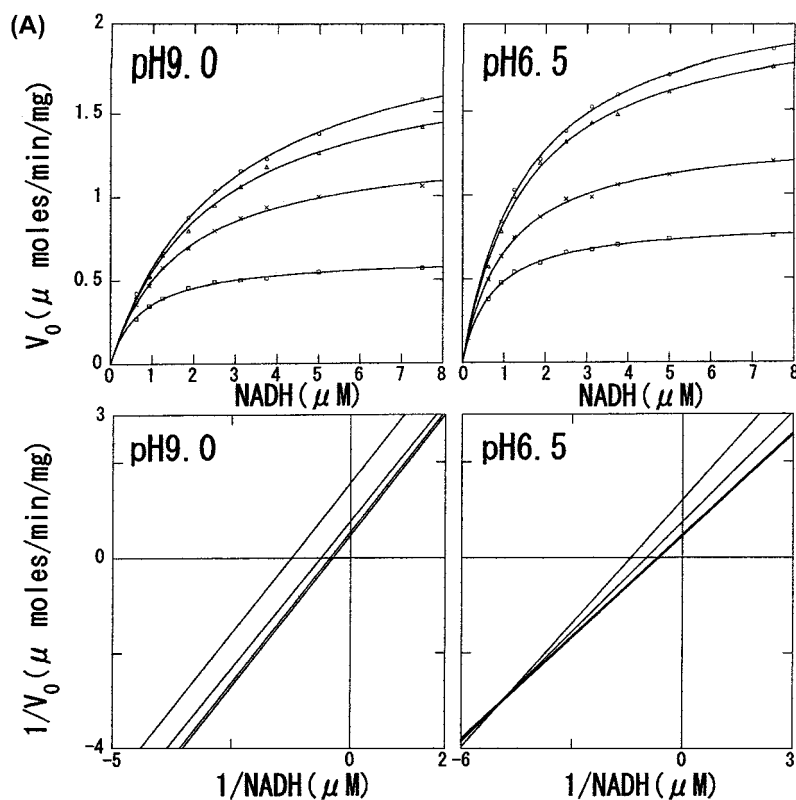 (A)
pH9.0
pH6.5
V0 (μ moles/min/mg)
2
1.5
1
0.5
0
0 1 2 3 4 5 6 7 8
0 1 2 3 4 5 6 7 8
NADH(μM)
NADH(μM)
pH9.0
pH6.5
1/V0 (μ moles/min/mg)
3
0
-4
-5 0 2
-6 0 3
1/NADH(μM)
1/NADH(μM)